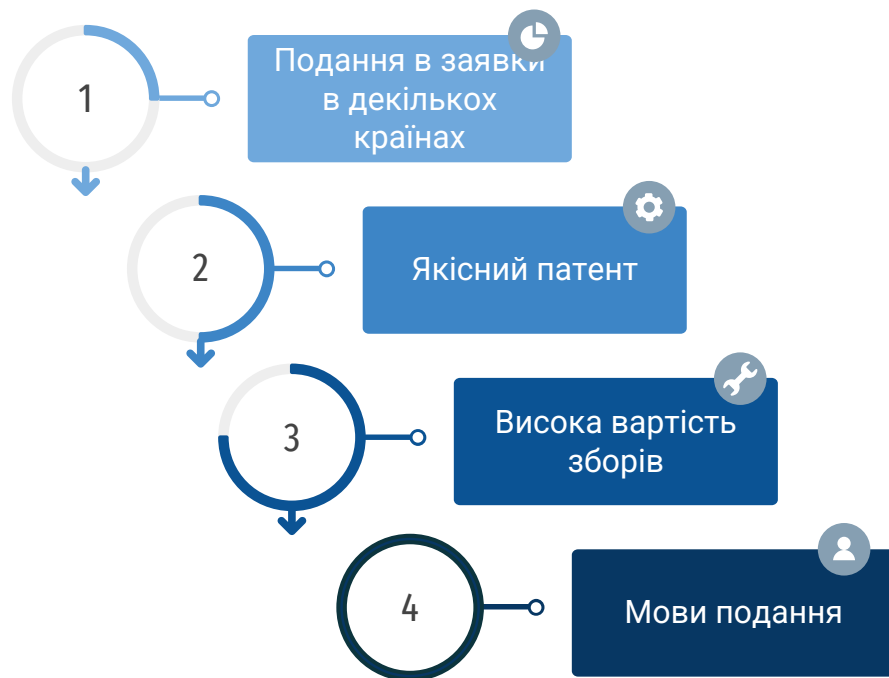 1
Подання в заявки
в декількох
країнах
2
Якісний патент
3
Висока вартість
зборів
4
Мови подання